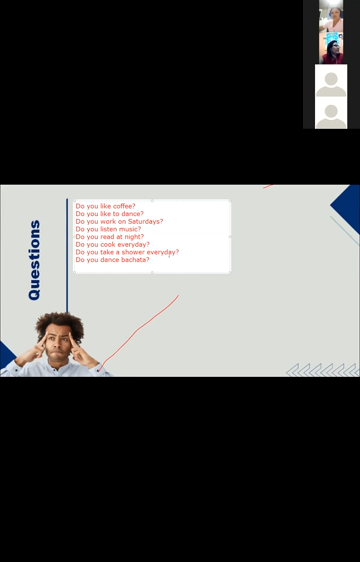 Questions
Do you like coffee?
Do you like to dance?
Do you work on Saturdays?
Do you listen music?
Do you read at night?
Do you cook everyday?
Do you take a shower everyday?
Do you dance bachata?